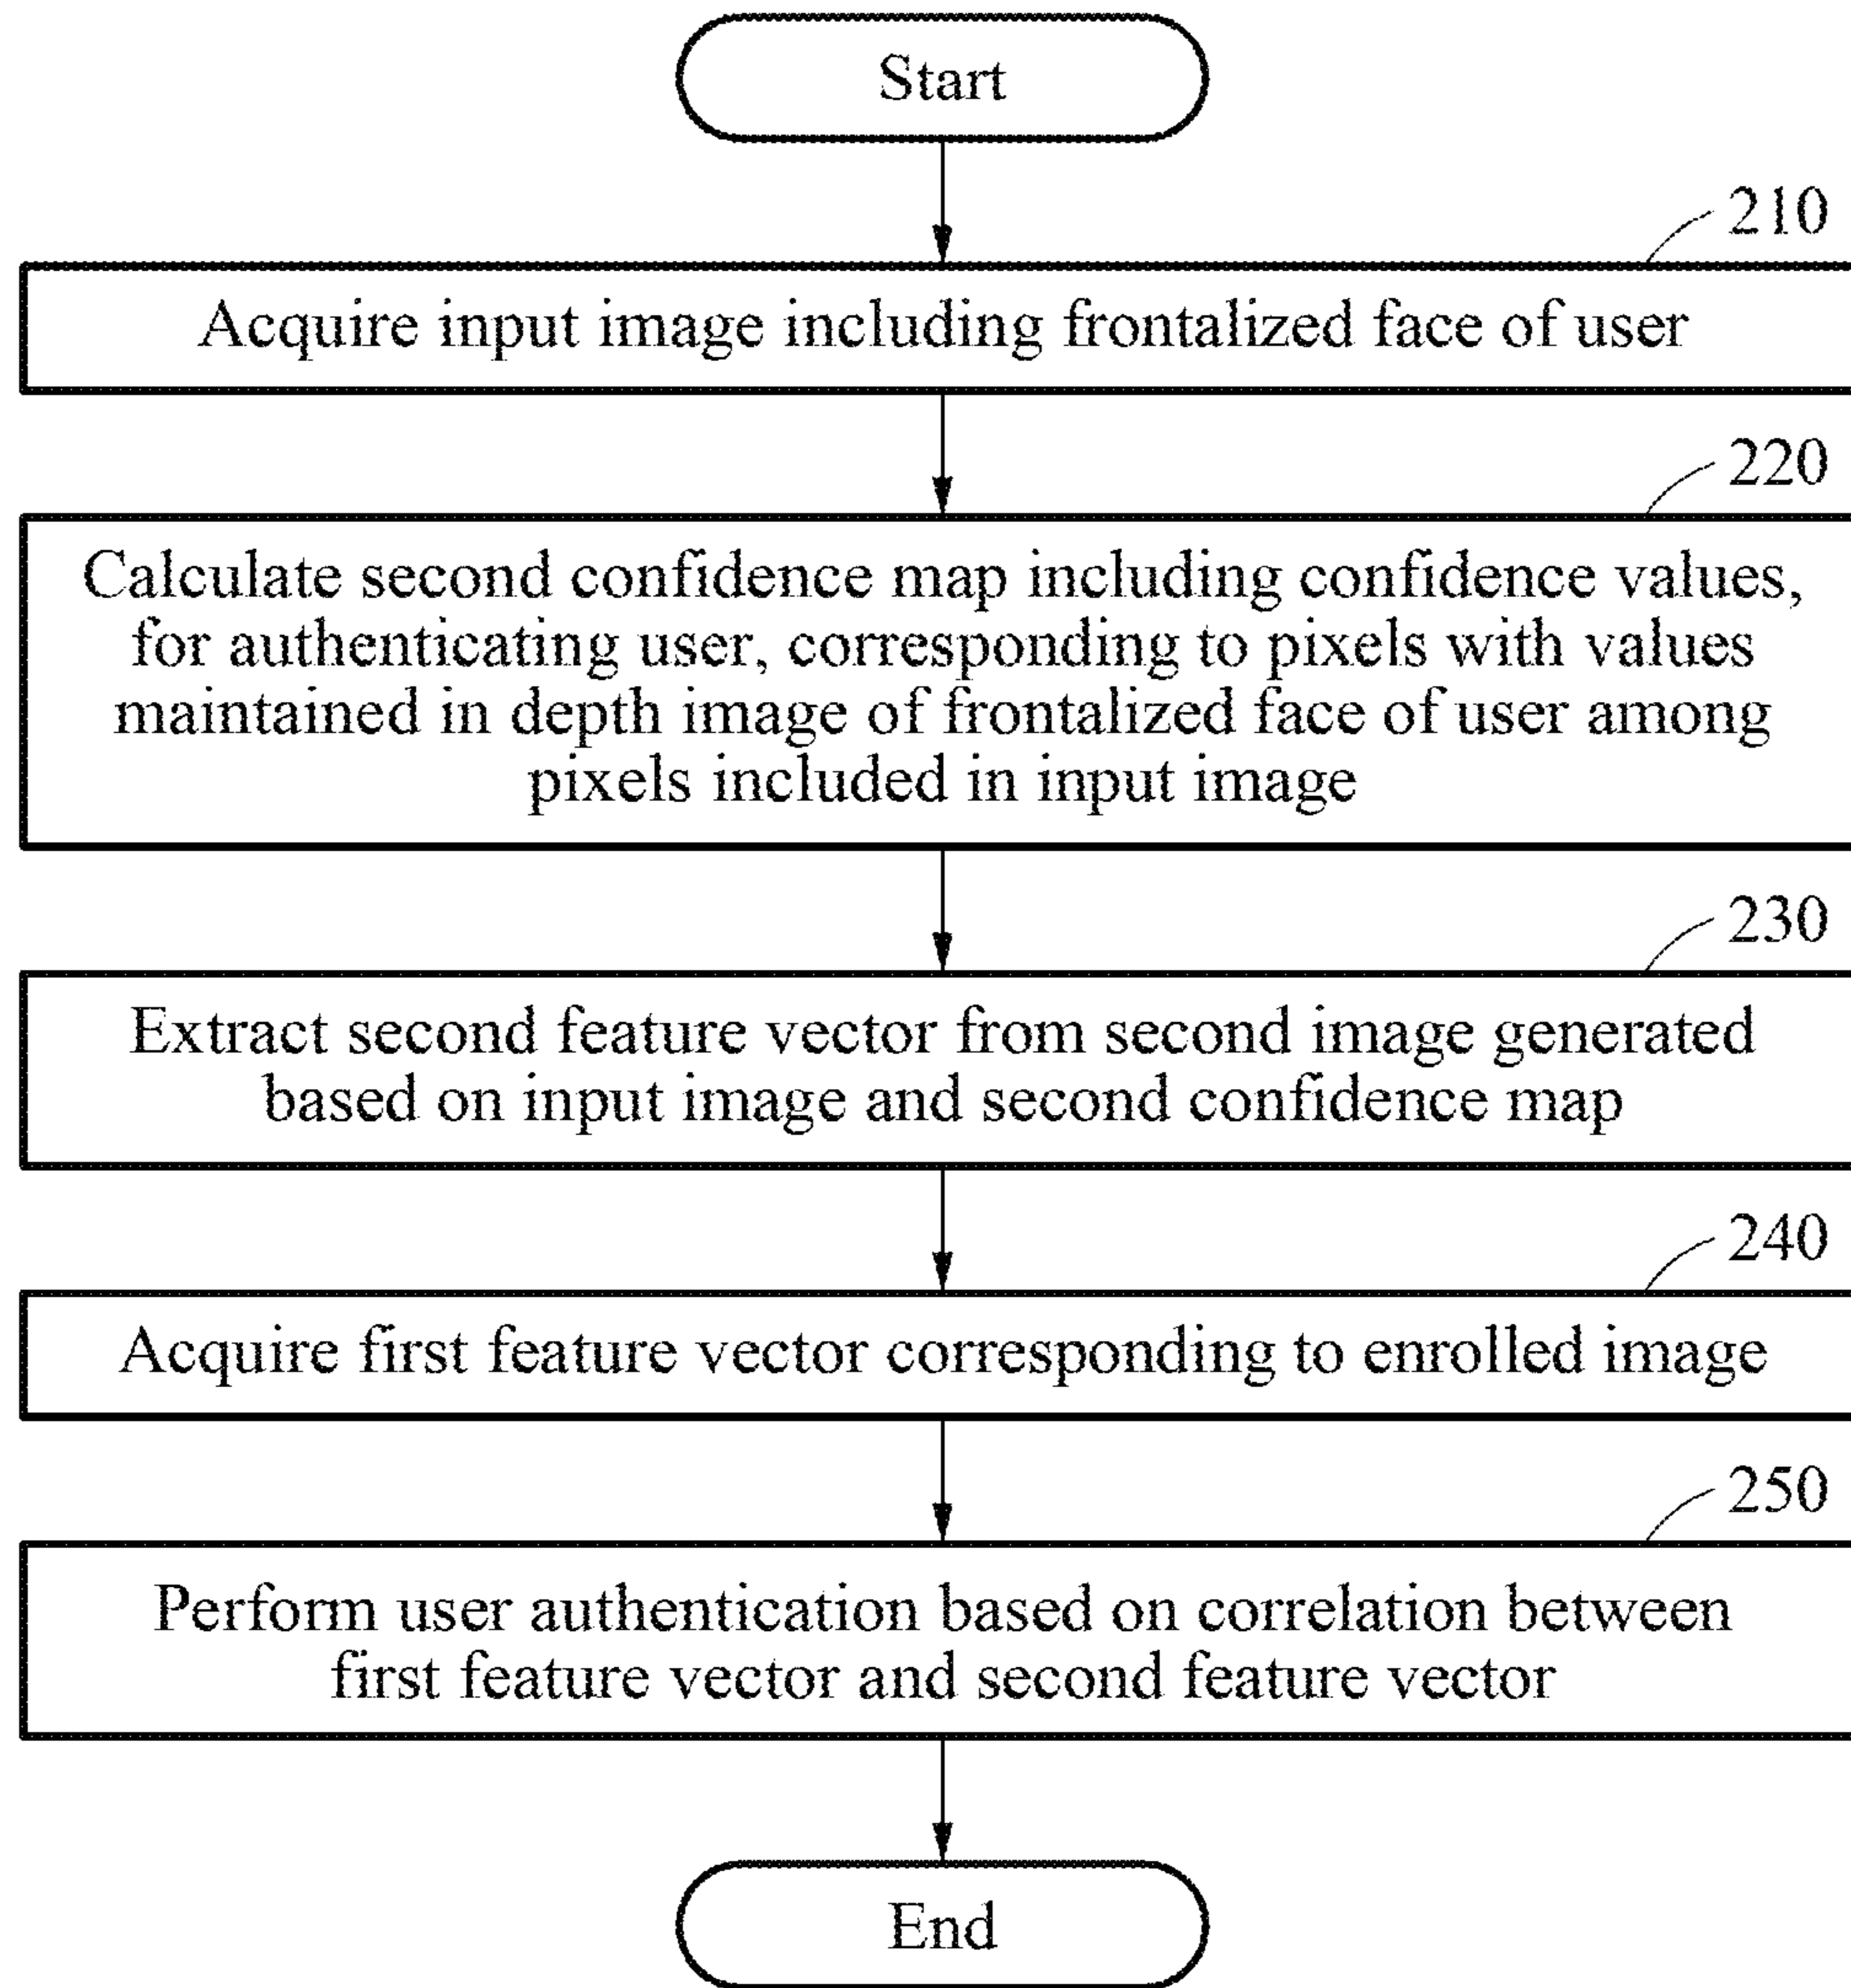 Start
210
Acquire input image including frontalized face of user
220
Calculate second confidence map including confidence values,
for authenticating user, corresponding to pixels with values
maintained in depth image of frontalized face of user among
pixels included in input image
230
Extract second feature vector from second image generated
based on input image and second confidence map
240
Acquire first feature vector corresponding to enrolled image
250
Perform user authentication based on correlation between
first feature vector and second feature vector
End